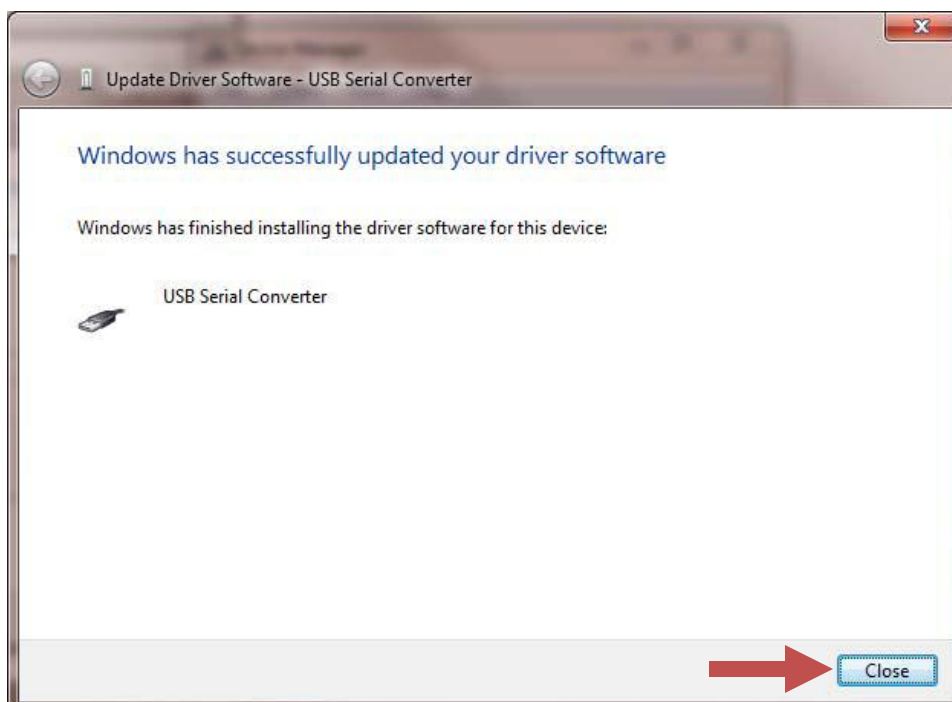 Update Driver Software - USB Serial Converter
Windows has successfully updated your driver software
Windows has finished installing the driver software for this device:
USB Serial Converter
Close